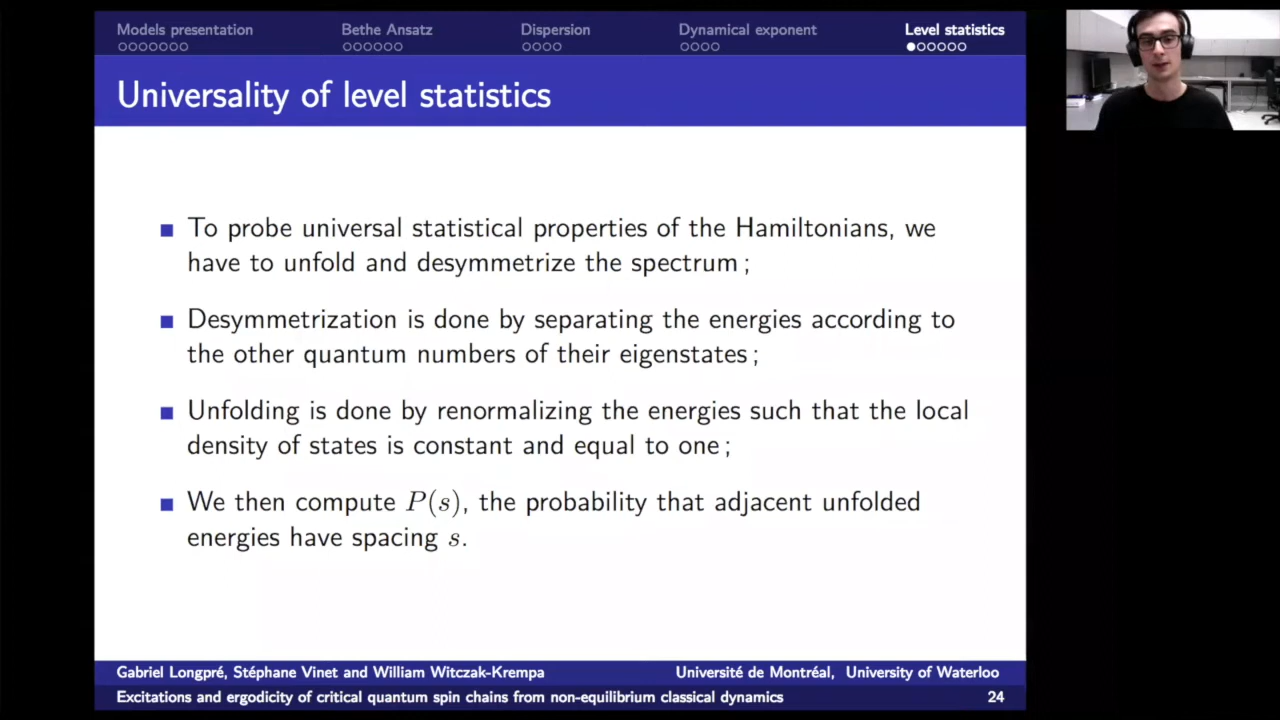 Models presentation Bethe Ansatz Dispersion Dynamical exponent Level statistics
Universality of level statistics
To probe universal statistical properties of the Hamiltonians, we
have to unfold and desymmetrize the spectrum ;
Desymmetrization is done by separating the energies according to
the other quantum numbers of their eigenstates ;
Unfolding is done by renormalizing the energies such that the local
density of states is constant and equal to one ;
We then compute P(s), the probability that adjacent unfolded
energies have spacing s.
Gabriel Longpré, Stéphane Vinet and William Witczak-Krempa Université de Montréal, University of Waterloo
Excitations and ergodicity of critical quantum spin chains from non-equilibrium classical dynamics 24